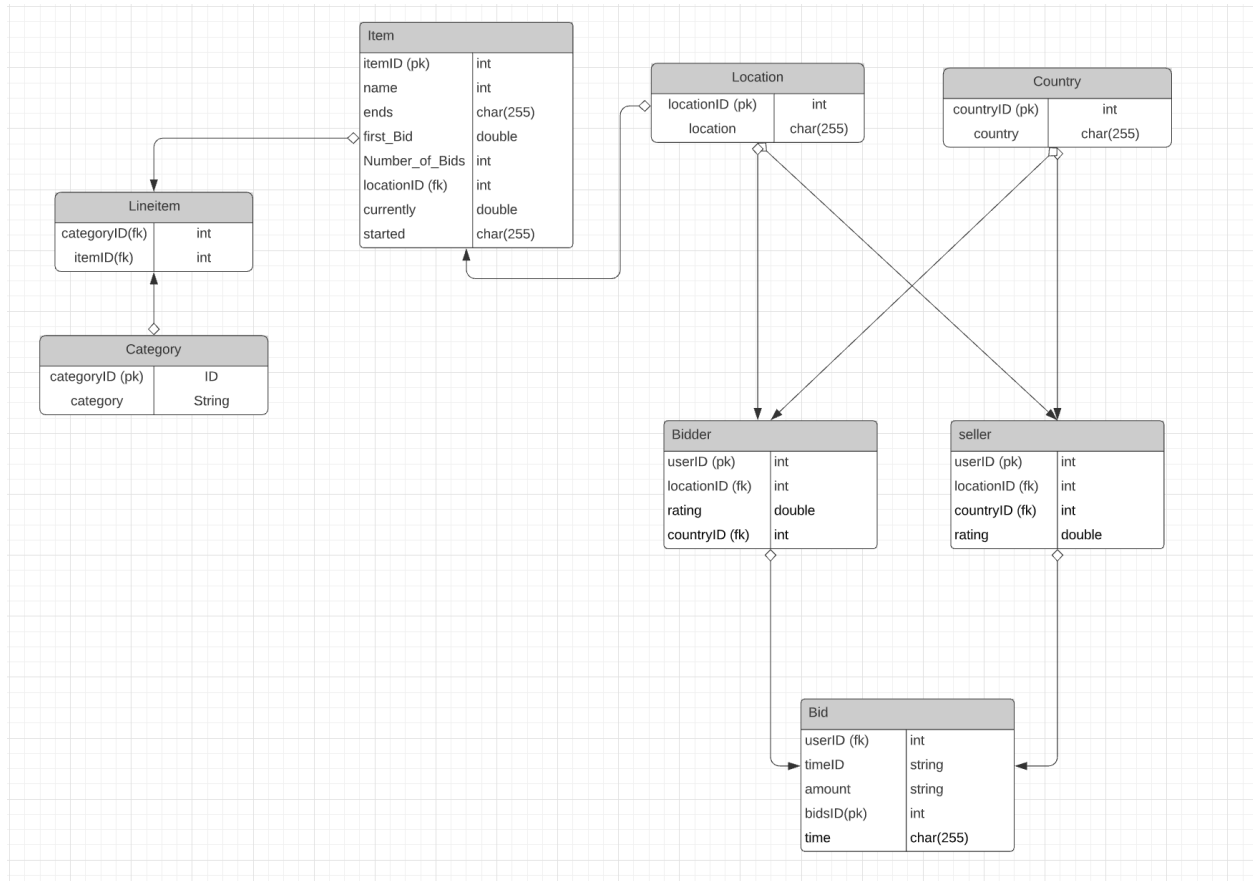 Item
itemID (pk) int
name int
ends char(255)
first_Bid double
Number_of_Bids int
locationID (fk) int
currently double
started char(255)
Location
locationID (pk) int
location char(255)
Country
countryID (pk) int
country char(255)
Lineitem
categoryID(fk) int
itemID(fk) int
Category
categoryID (pk) ID
category String
Bidder
userID (pk) int
locationID (fk) int
rating double
countryID (fk) int
seller
userID (pk) int
locationID (fk) int
countryID (fk) int
rating double
Bid
userID (fk) int
timeID string
amount string
bidsID(pk) int
time char(255)